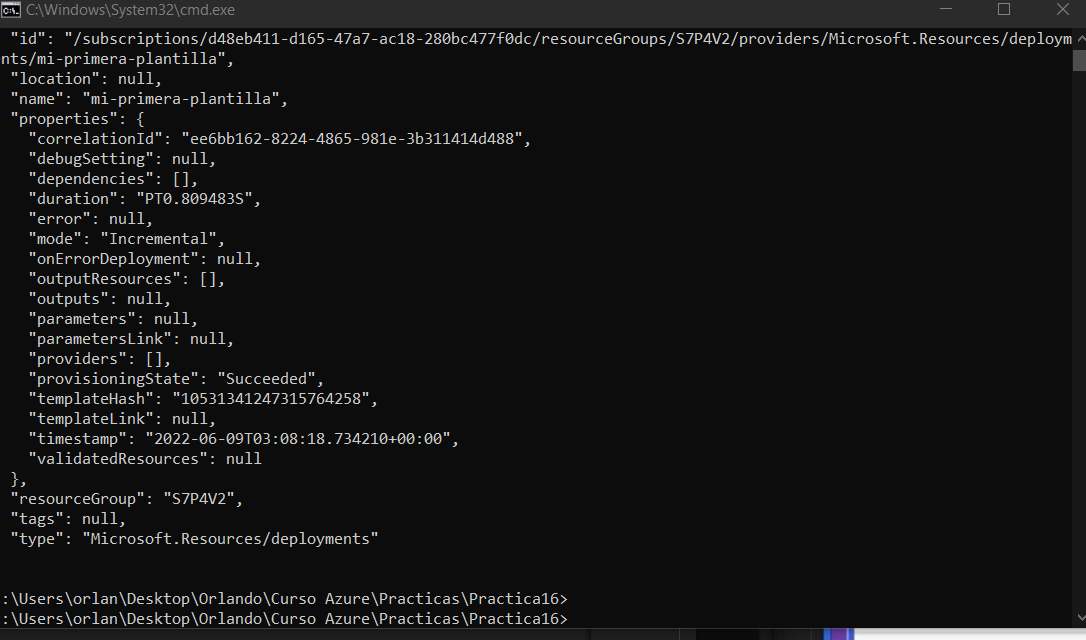 C:\Windows\System32\cmd.exe
"id": "/subscriptions/d48eb411-d165-47a7-ac18-280bc477f0dc/resourceGroups/S7P4V2/providers/Microsoft.Resources/deploym
nts/mi-primera-plantilla",
"location": null,
"name": "mi-primera-plantilla",
"properties": {
"correlationId": "ee6bb162-8224-4865-981e-3b311414d488",
"debugSetting": null,
"dependencies": [],
"duration": "PT0.809483S",
"error": null,
"mode": "Incremental",
"onErrorDeployment": null,
"outputResources": [],
"outputs": null,
"parameters": null,
"parametersLink": null,
"providers": [],
"provisioningState": "Succeeded",
"templateHash": "10531341247315764258",
"templateLink": null,
"timestamp": "2022-06-09T03:08:18.734210+00:00",
"validatedResources": null
},
"resourceGroup": "S7P4V2",
"tags": null,
"type": "Microsoft.Resources/deployments"
:\Users\orlan\Desktop\Orlando\Curso Azure\Practicas\Practica16>
:\Users\orlan\Desktop\Orlando\Curso Azure\Practicas\Practica16>